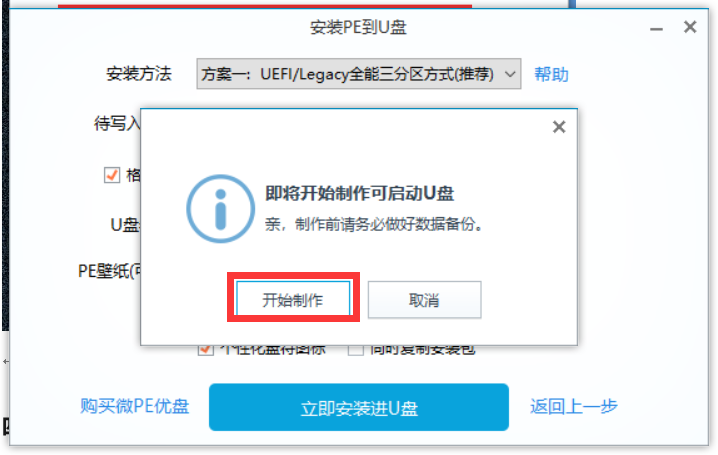 安装PE到U盘
安装方法
方案一：UEFI/Legacy全能三分区方式(推荐)
帮助
待写入
格
即将开始制作可启动U盘
亲，制作前请务必做好数据备份。
U盘
PE壁纸(可
开始制作
取消
个性化盘符图标
同时复制安装包
购买微PE优盘
立即安装进U盘
返回上一步